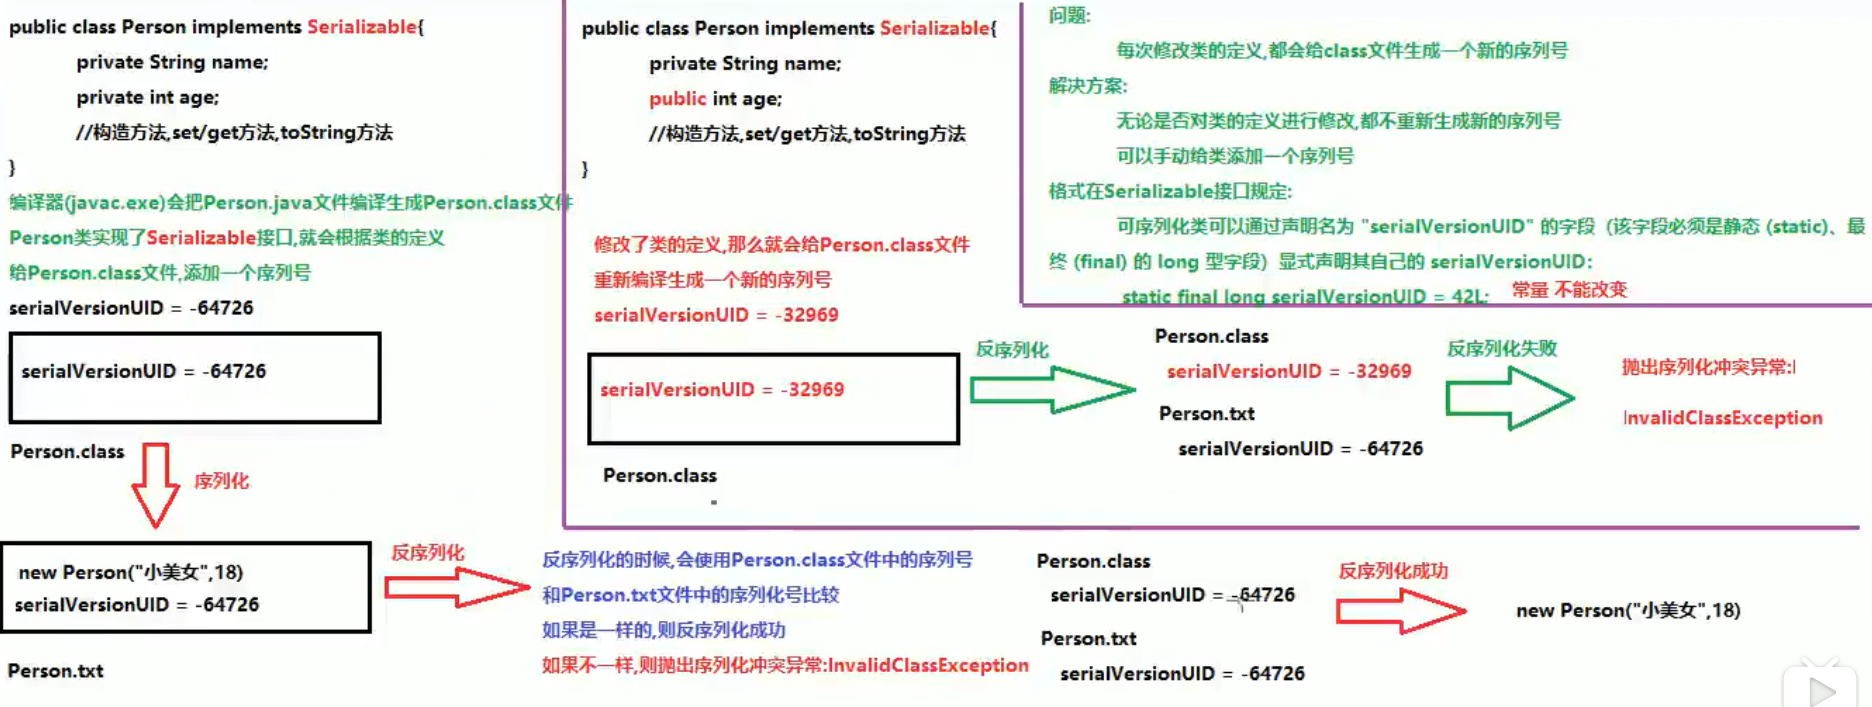 public class Person implements Serializable{
private String name;
private int age;
//构造方法,set/get方法,toString方法
}
编译器(javac.exe)会把Person.java文件编译生成Person.class文件
Person类实现了Serializable接口,就会根据类的定义
给Person.class文件,添加一个序列号
serialVersionUID = -64726
serialVersionUID = -64726
Person.class
序列化
new Person("小美女",18)
serialVersionUID = -64726
Person.txt
public class Person implements Serializable{
private String name;
public int age;
//构造方法,set/get方法,toString方法
}
修改了类的定义,那么就会给Person.class文件
重新编译生成一个新的序列号
serialVersionUID = -32969
serialVersionUID = -32969
Person.class
反序列化
Person.class
serialVersionUID = -32969
Person.txt
serialVersionUID = -64726
反序列化失败
抛出序列化冲突异常:
InvalidClassException
问题:
每次修改类的定义,都会给class文件生成一个新的序列号
解决方案:
无论是否对类的定义进行修改,都不重新生成新的序列号
可以手动给类添加一个序列号
格式在Serializable接口规定:
可序列化类可以通过声明名为 "serialVersionUID" 的字段（该字段必须是静态 (static)、最
终 (final) 的 long 型字段）显式声明其自己的 serialVersionUID:
static final long serialVersionUID = 42L; 常量 不能改变
反序列化
反序列化的时候,会使用Person.class文件中的序列号
和Person.txt文件中的序列化号比较
如果是一样的,则反序列化成功
如果不一样,则抛出序列化冲突异常:InvalidClassException
Person.class
serialVersionUID = -64726
Person.txt
serialVersionUID = -64726
反序列化成功
new Person("小美女",18)